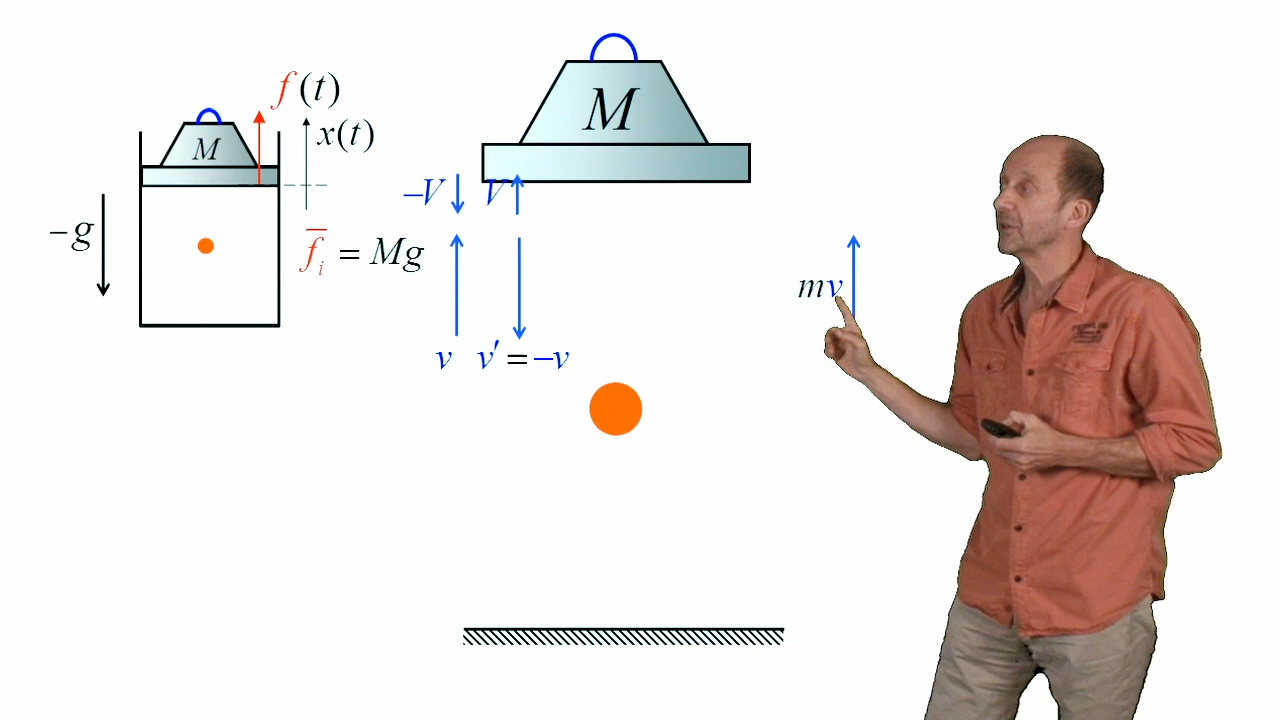 f(t)
M
x(t)
–g
f̄ᵢ = Mg
M
–V
V
v
v′ = –v
mv